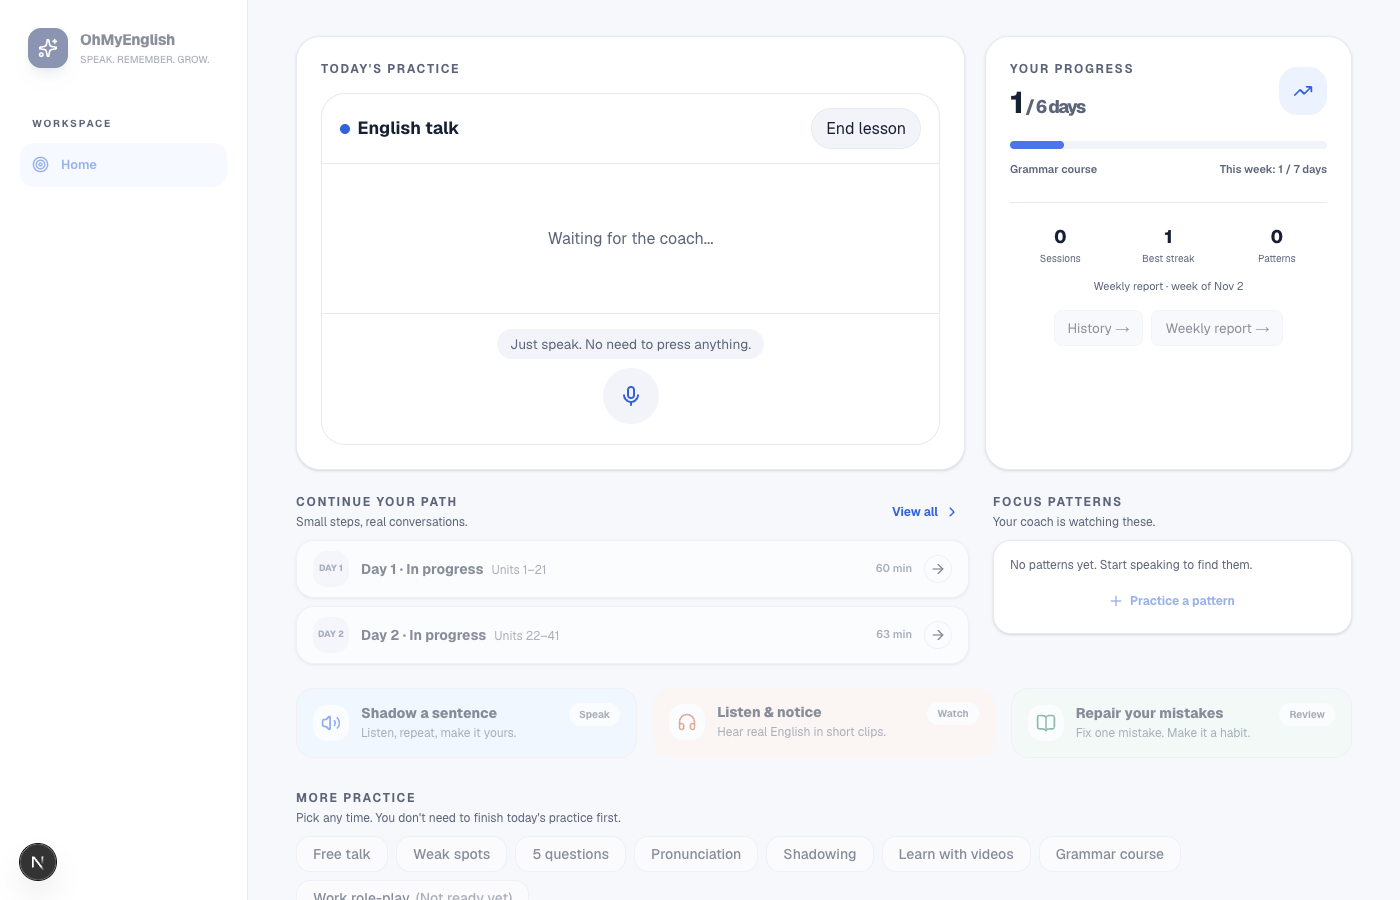 OhMyEnglish
SPEAK. REMEMBER. GROW.
WORKSPACE
Home
TODAY'S PRACTICE
English talk
End lesson
Waiting for the coach...
Just speak. No need to press anything.
YOUR PROGRESS
1 / 6 days
Grammar course
This week: 1 / 7 days
0
Sessions
1
Best streak
0
Patterns
Weekly report · week of Nov 2
History →
Weekly report →
CONTINUE YOUR PATH
Small steps, real conversations.
View all
DAY 1
Day 1 · In progress Units 1–21
60 min
DAY 2
Day 2 · In progress Units 22–41
63 min
FOCUS PATTERNS
Your coach is watching these.
No patterns yet. Start speaking to find them.
Practice a pattern
Shadow a sentence
Listen, repeat, make it yours.
Speak
Listen & notice
Hear real English in short clips.
Watch
Repair your mistakes
Fix one mistake. Make it a habit.
Review
MORE PRACTICE
Pick any time. You don't need to finish today's practice first.
Free talk
Weak spots
5 questions
Pronunciation
Shadowing
Learn with videos
Grammar course
Work role-play (Not ready yet)
N